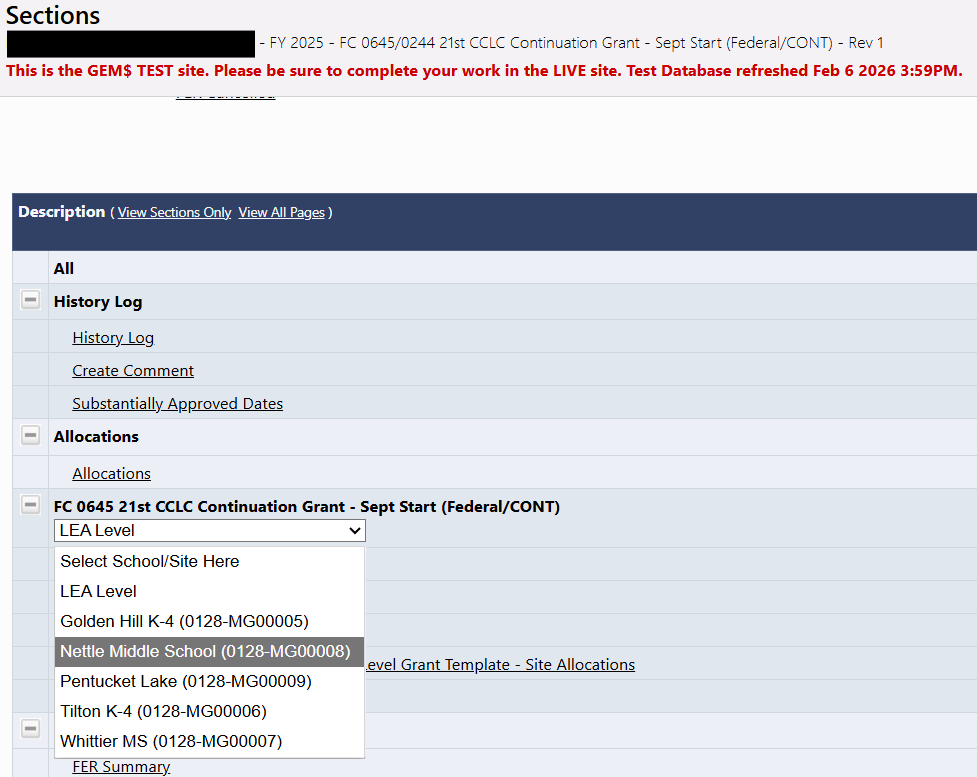 Sections
- FY 2025 - FC 0645/0244 21st CCLC Continuation Grant - Sept Start (Federal/CONT) - Rev 1
This is the GEM$ TEST site. Please be sure to complete your work in the LIVE site. Test Database refreshed Feb 6 2026 3:59PM.
Description ( View Sections Only View All Pages )
All
History Log
History Log
Create Comment
Substantially Approved Dates
Allocations
Allocations
FC 0645 21st CCLC Continuation Grant - Sept Start (Federal/CONT)
LEA Level
Select School/Site Here
LEA Level
Golden Hill K-4 (0128-MG00005)
Nettle Middle School (0128-MG00008)
Level Grant Template - Site Allocations
Pentucket Lake (0128-MG00009)
Tilton K-4 (0128-MG00006)
Whittier MS (0128-MG00007)
FER Summary